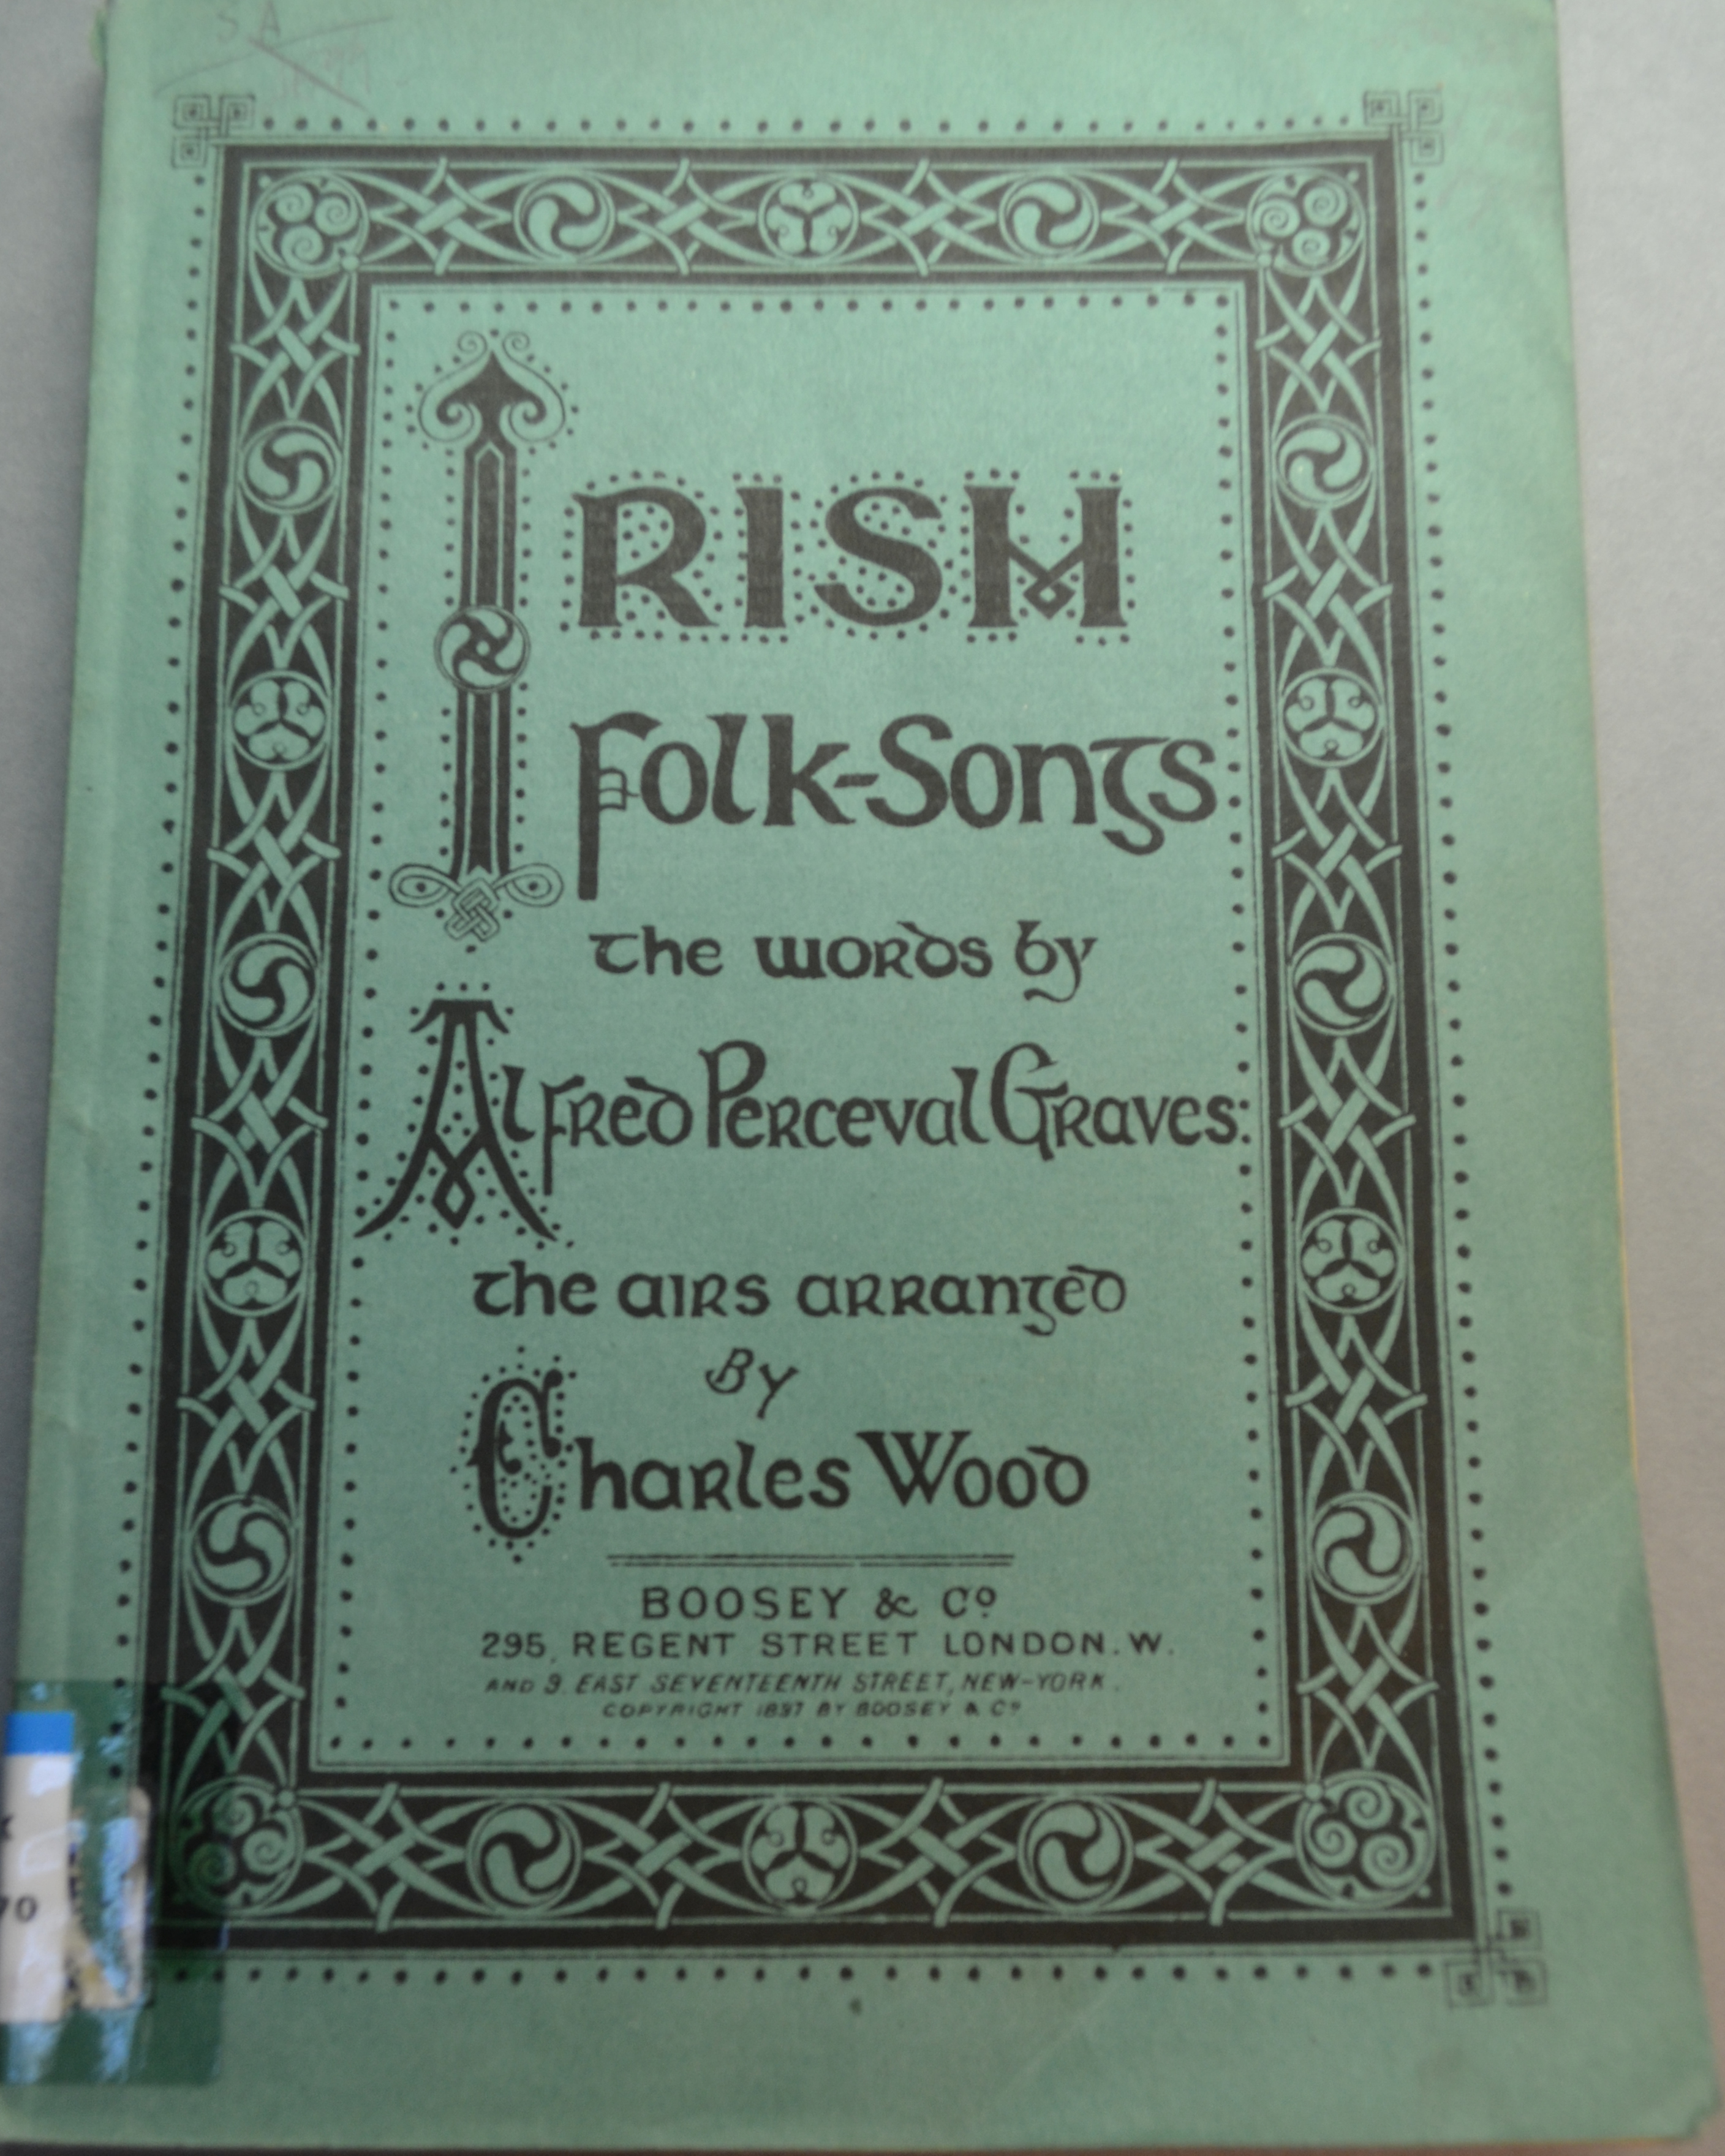 S A
IRISH
Folk-Songs
the words by
Alfred Perceval Graves
the airs arranged
By
Charles Wood
BOOSEY & Cº
295, REGENT STREET LONDON. W.
AND 9. EAST SEVENTEENTH STREET, NEW-YORK.
COPYRIGHT 1897 BY BOOSEY & Cº
70